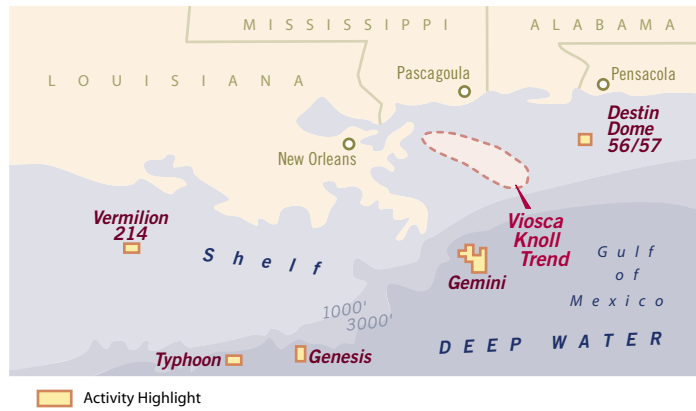 MISSISSIPPI
ALABAMA
LOUISIANA
Pascagoula
Pensacola
Destin
Dome
56/57
New Orleans
Vermilion
214
Viosca
Knoll
Trend
Shelf
Gulf
of
Mexico
Gemini
1000'
3000'
DEEP WATER
Typhoon
Genesis
Activity Highlight